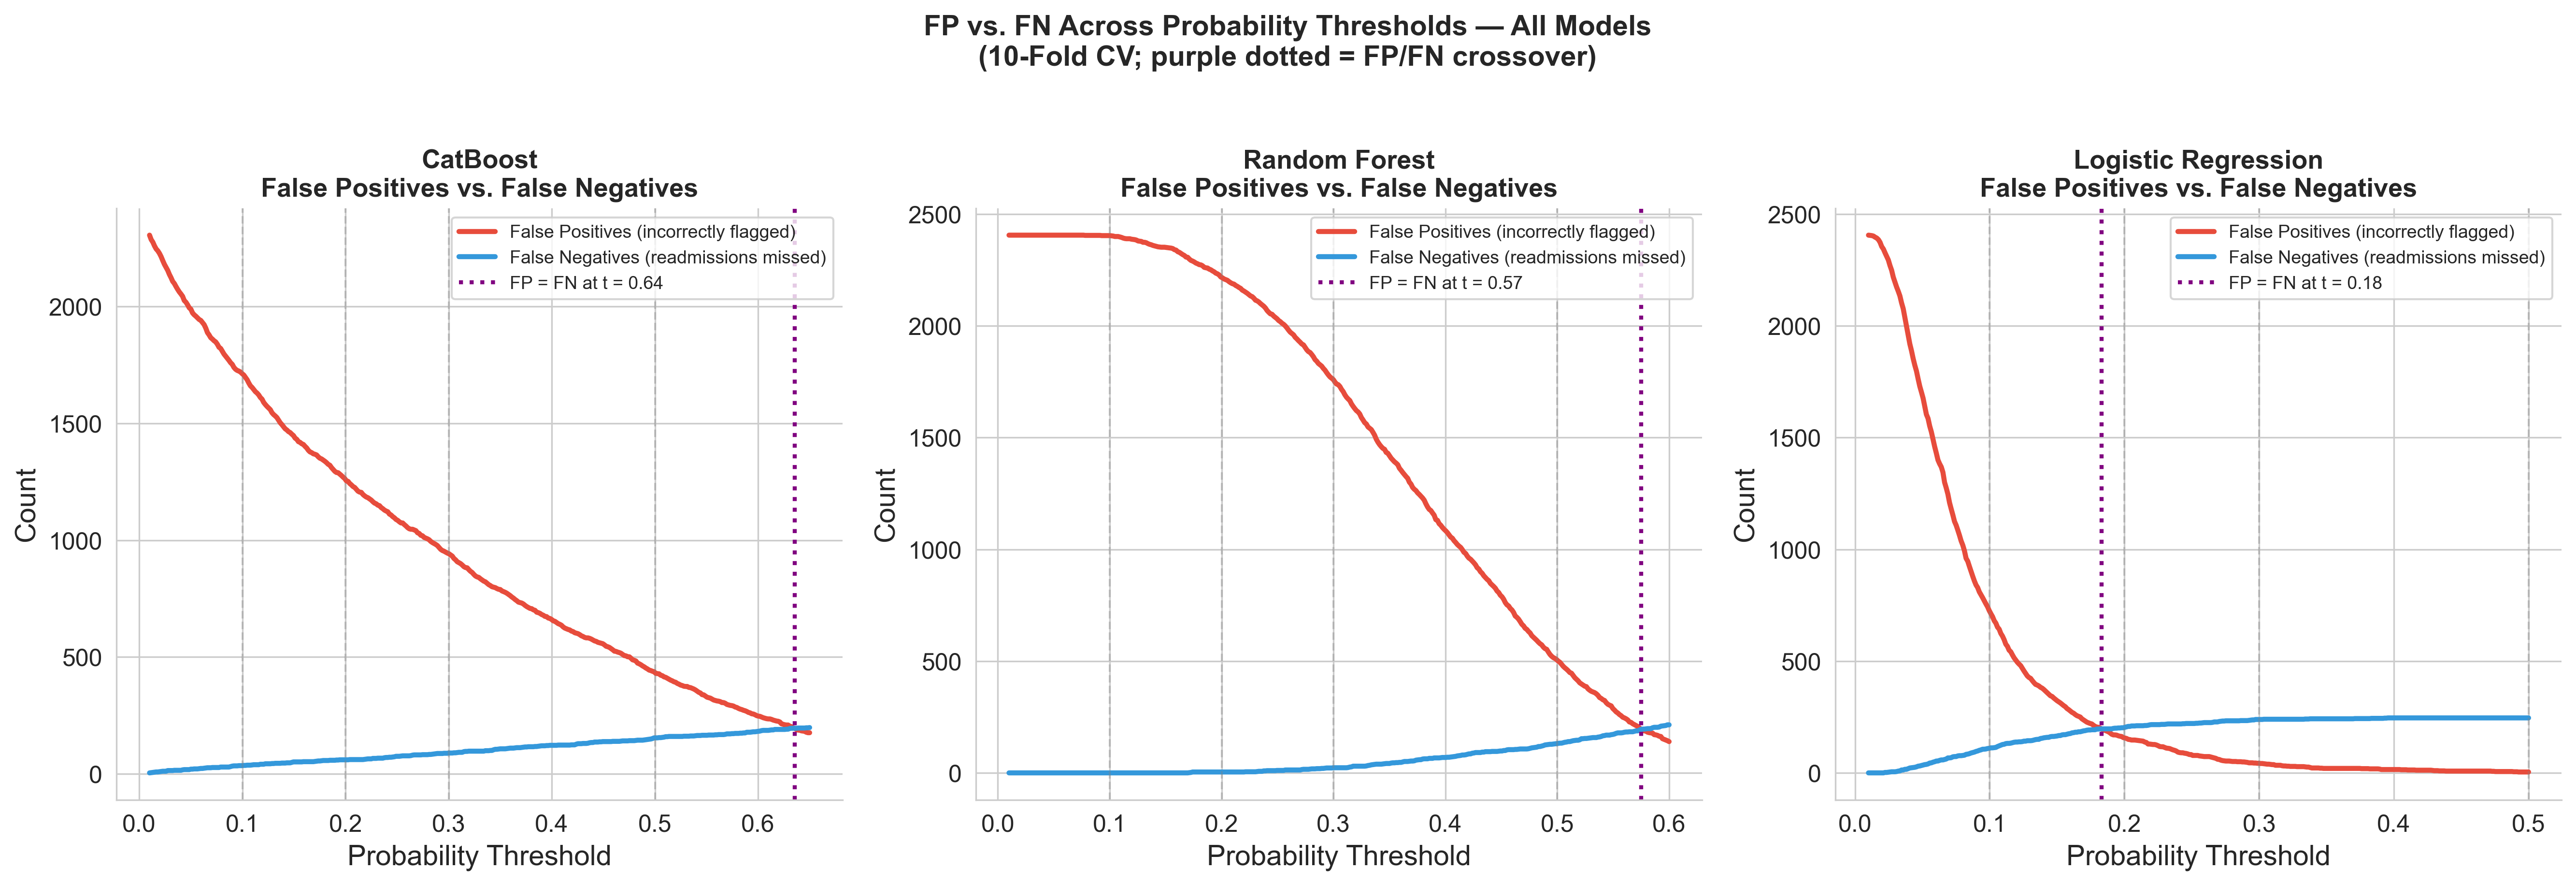 FP vs. FN Across Probability Thresholds — All Models
(10-Fold CV; purple dotted = FP/FN crossover)
CatBoost
False Positives vs. False Negatives
False Positives (incorrectly flagged)
False Negatives (readmissions missed)
FP = FN at t = 0.64
Count
2000
1500
1000
500
0
0.0 0.1 0.2 0.3 0.4 0.5 0.6
Probability Threshold
Random Forest
False Positives vs. False Negatives
False Positives (incorrectly flagged)
False Negatives (readmissions missed)
FP = FN at t = 0.57
Count
2500
2000
1500
1000
500
0
0.0 0.1 0.2 0.3 0.4 0.5 0.6
Probability Threshold
Logistic Regression
False Positives vs. False Negatives
False Positives (incorrectly flagged)
False Negatives (readmissions missed)
FP = FN at t = 0.18
Count
2500
2000
1500
1000
500
0
0.0 0.1 0.2 0.3 0.4 0.5
Probability Threshold